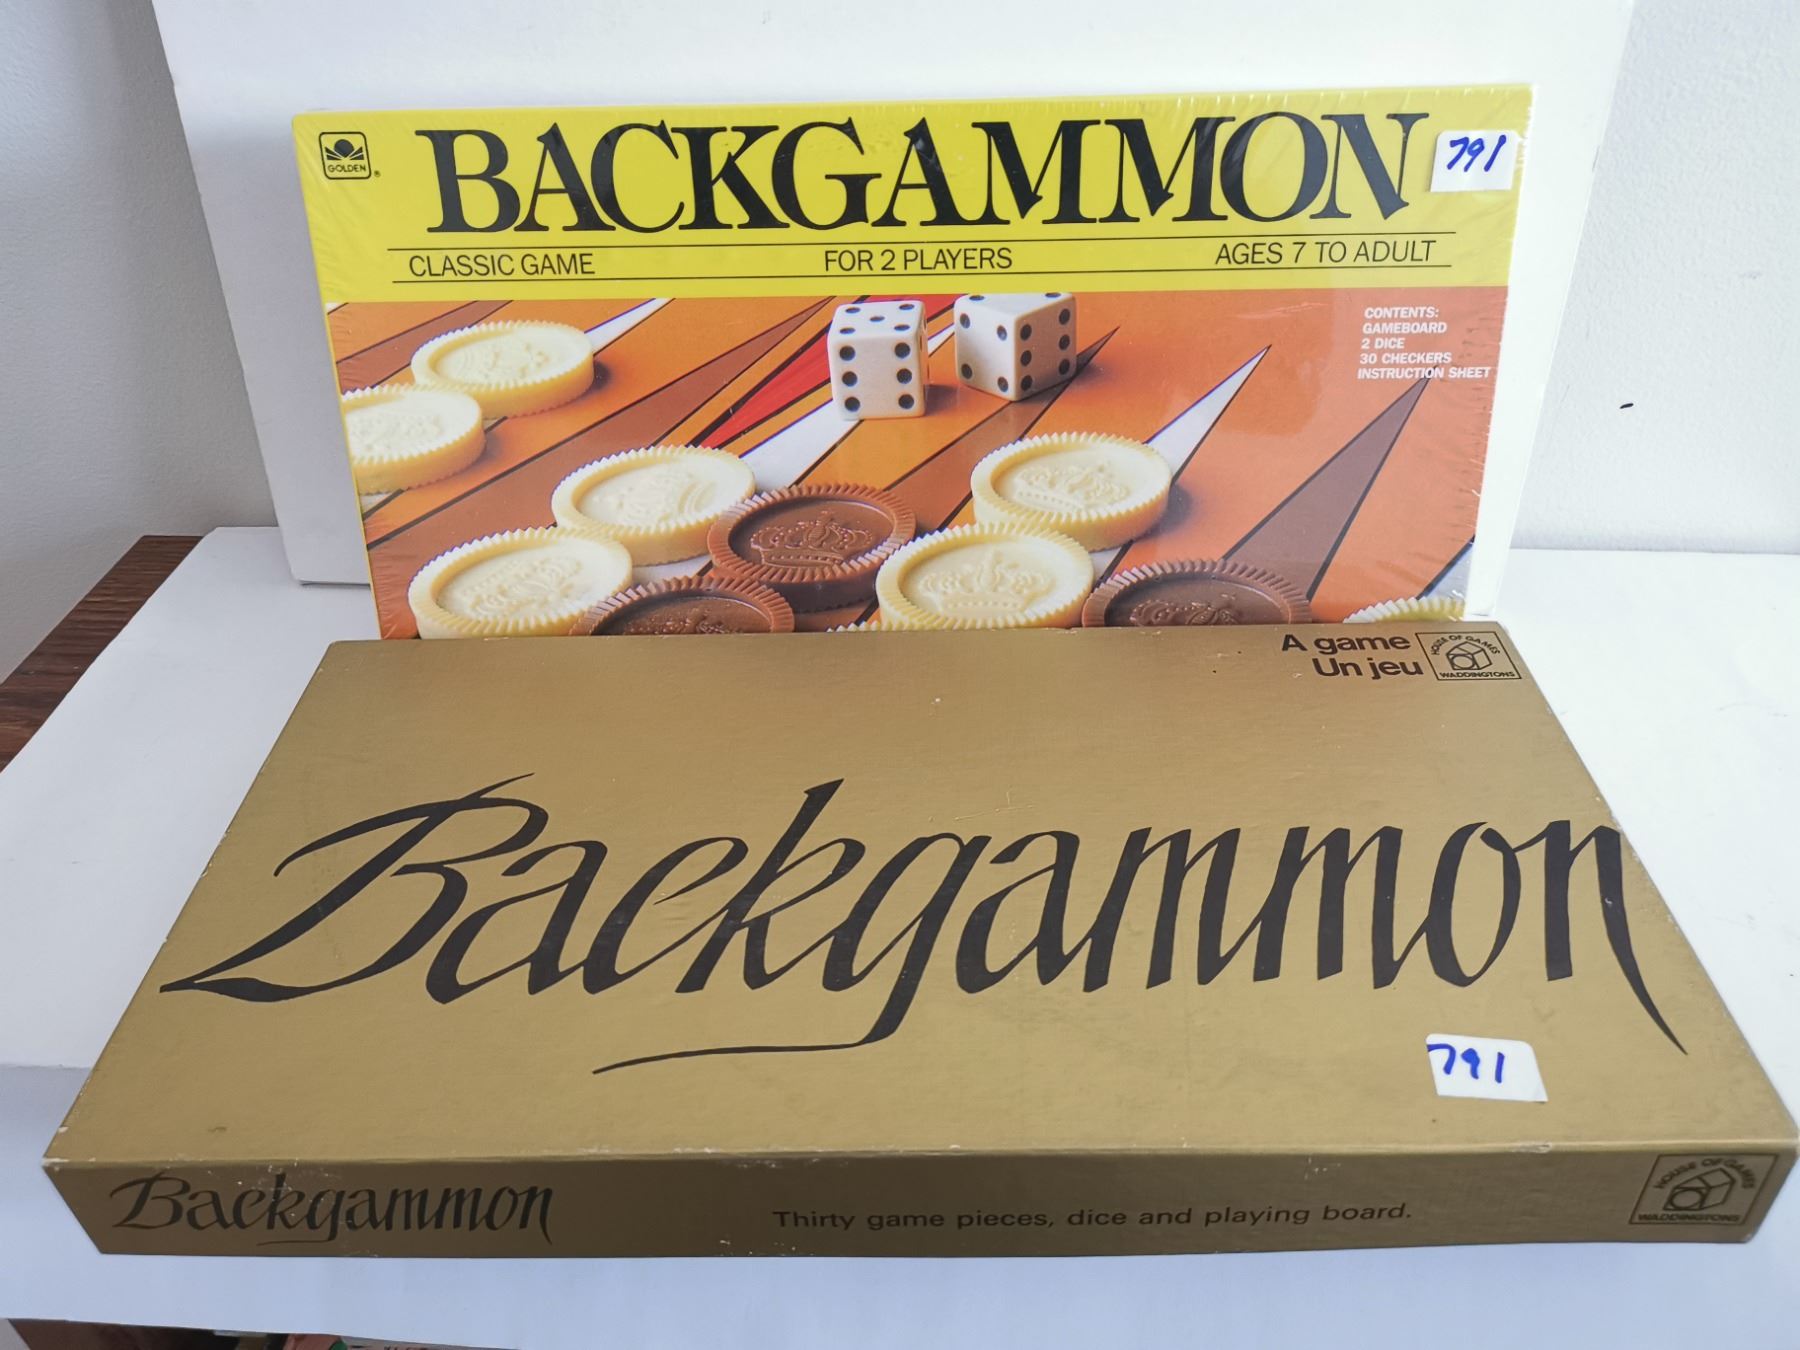 GOLDEN ®
BACKGAMMON
791
CLASSIC GAME FOR 2 PLAYERS AGES 7 TO ADULT
CONTENTS:
GAMEBOARD
2 DICE
30 CHECKERS
INSTRUCTION SHEET
A game
Un jeu
HOUSE OF GAMES
WADDINGTONS
Backgammon
791
Backgammon
Thirty game pieces, dice and playing board.
HOUSE OF GAMES
WADDINGTONS